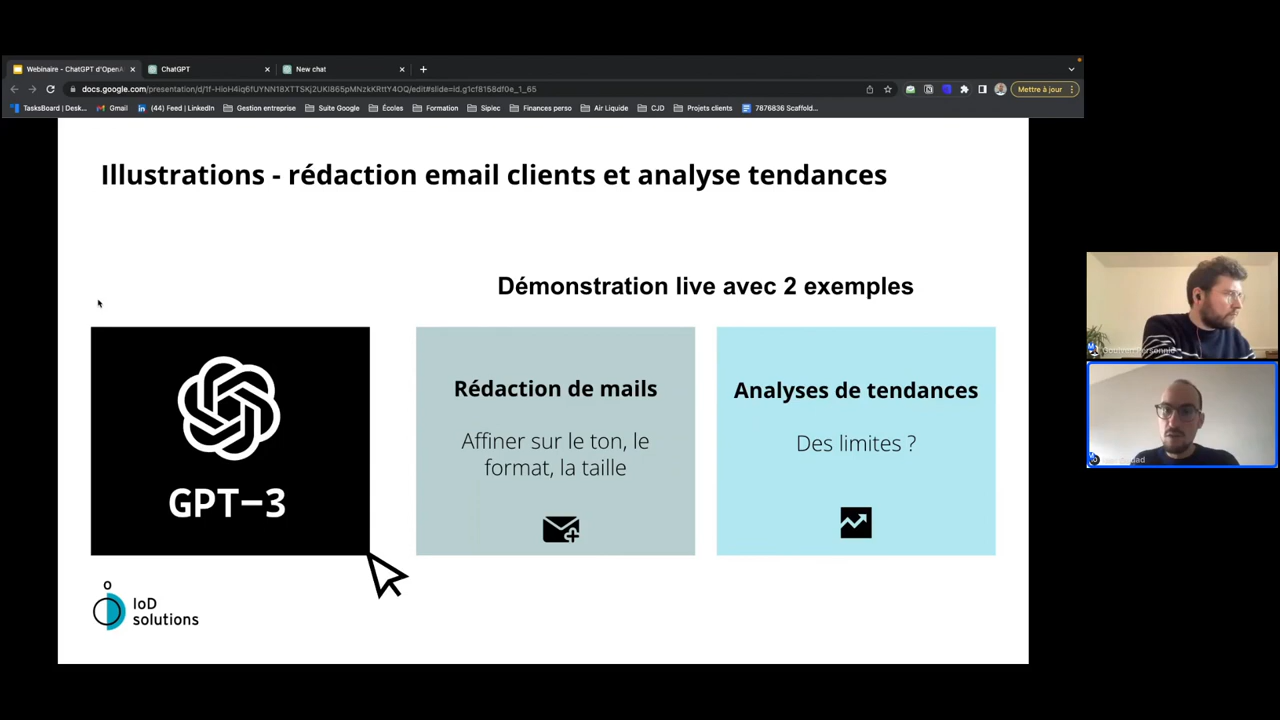 Webinaire - ChatGPT d'OpenA
ChatGPT
New chat
docs.google.com/presentation/d/1f-HioH4iq6fUYNN1BXTTSKj2UKI865pMNzkKRttY4OQ/edit#slide=id.g1cf8158df0e_1_65
Mettre à jour
TasksBoard | Desk...
Gmail
(44) Feed | LinkedIn
Gestion entreprise
Suite Google
Écoles
Formation
Siplec
Finances perso
Air Liquide
CJD
Projets clients
7876836 Scaffold...
Illustrations - rédaction email clients et analyse tendances
Démonstration live avec 2 exemples
GPT-3
Rédaction de mails
Affiner sur le ton, le
format, la taille
Analyses de tendances
Des limites ?
IoD
solutions